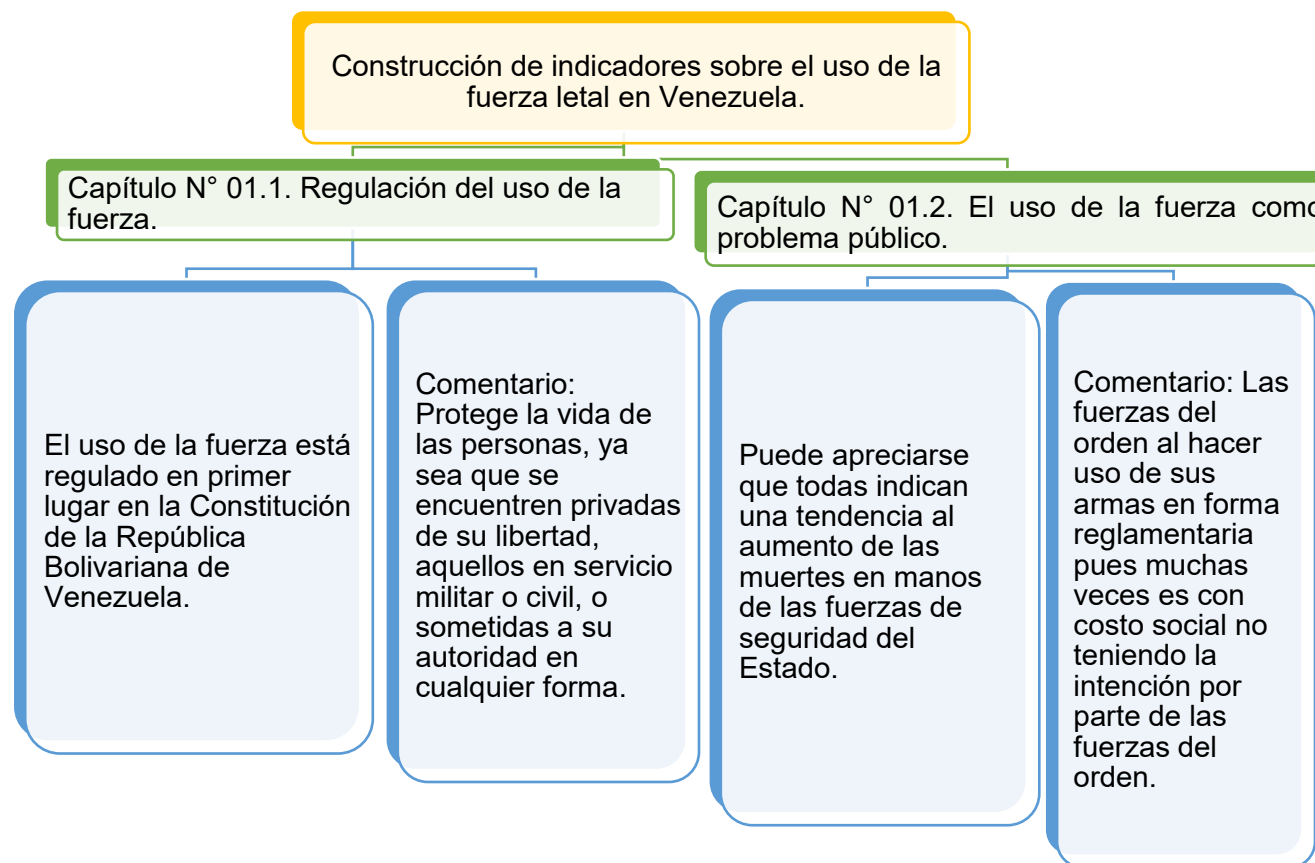 Construcción de indicadores sobre el uso de la
fuerza letal en Venezuela.
Capítulo N° 01.1. Regulación del uso de la
fuerza.
Capítulo N° 01.2. El uso de la fuerza como
problema público.
El uso de la fuerza está
regulado en primer
lugar en la Constitución
de la República
Bolivariana de
Venezuela.
Comentario:
Protege la vida de
las personas, ya
sea que se
encuentren privadas
de su libertad,
aquellos en servicio
militar o civil, o
sometidas a su
autoridad en
cualquier forma.
Puede apreciarse
que todas indican
una tendencia al
aumento de las
muertes en manos
de las fuerzas de
seguridad del
Estado.
Comentario: Las
fuerzas del
orden al hacer
uso de sus
armas en forma
reglamentaria
pues muchas
veces es con
costo social no
teniendo la
intención por
parte de las
fuerzas del
orden.